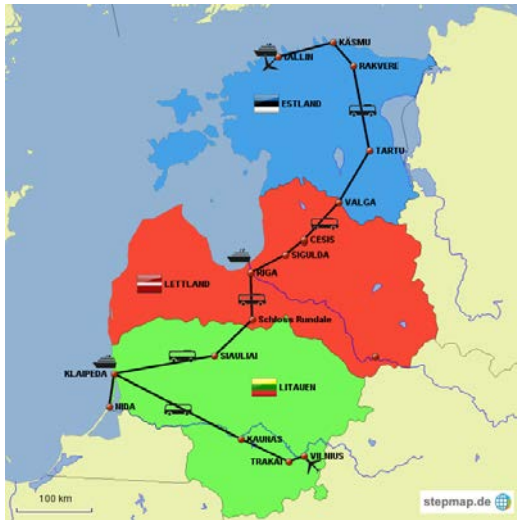 KÄSMU
TALLIN
RAKVERE
ESTLAND
TARTU
VALGA
CESIS
SIGULDA
RIGA
LETTLAND
Schloss Rundale
SIAULIAI
KLAIPEDA
LITAUEN
NIDA
KAUNAS
VILNIUS
TRAKAI
100 km
stepmap.de